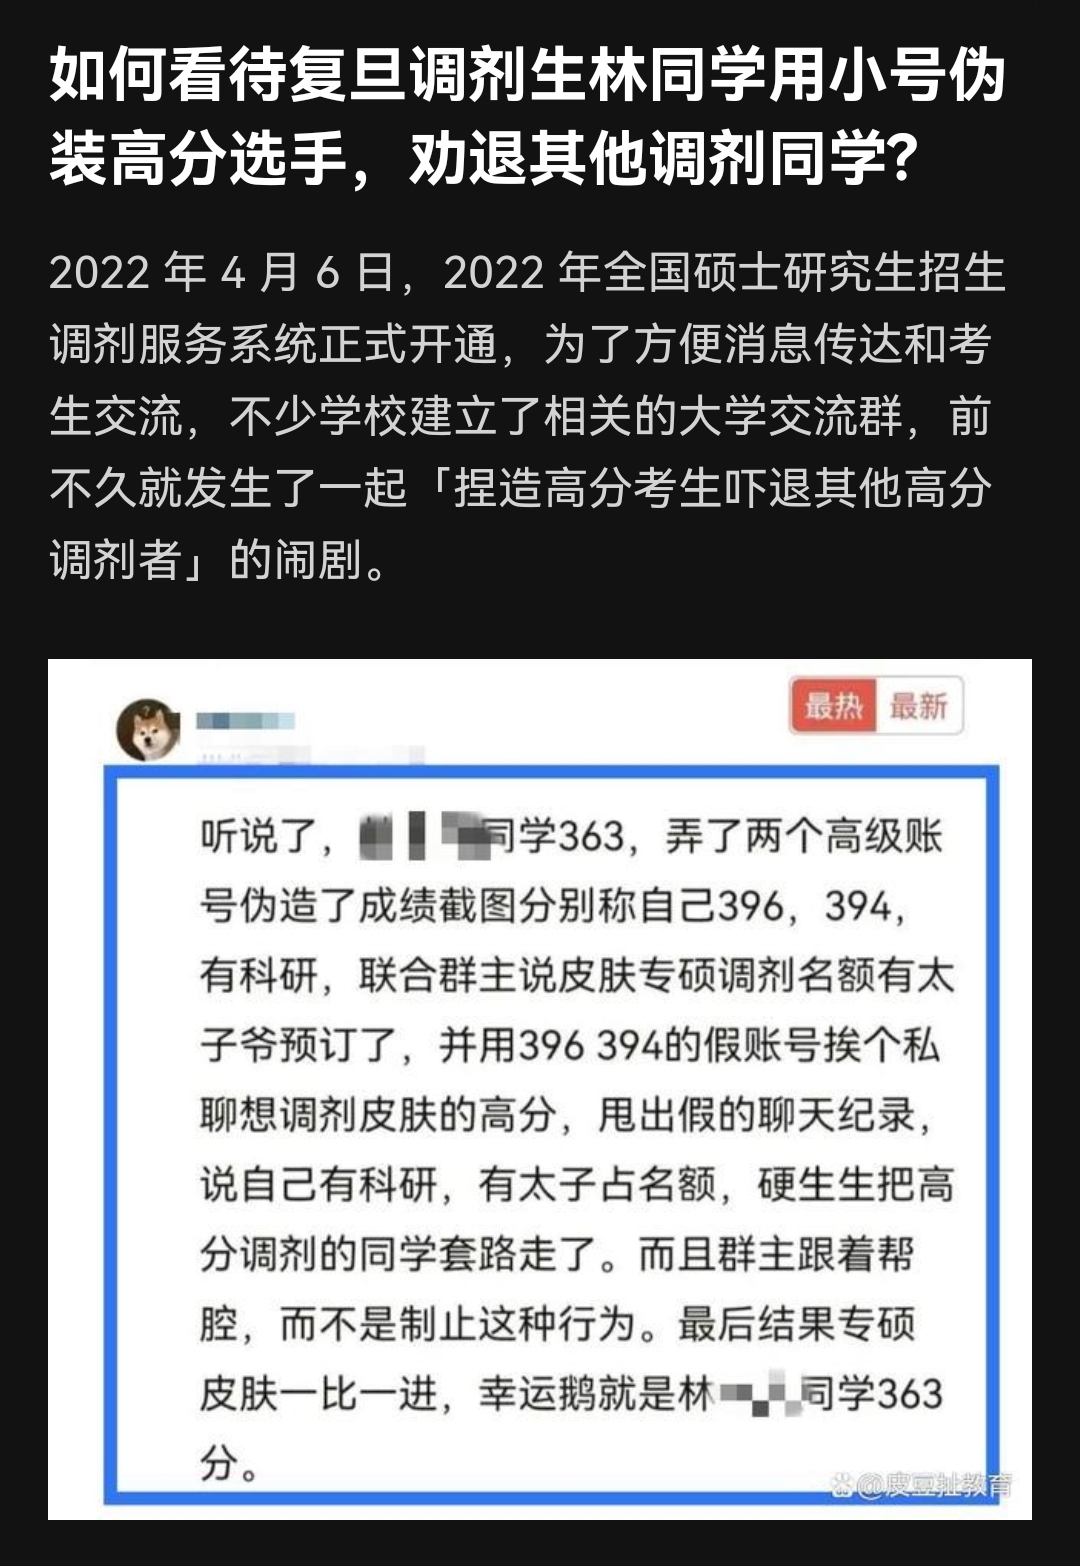 如何看待复旦调剂生林同学用小号伪
装高分选手，劝退其他调剂同学？
2022 年 4 月 6 日，2022 年全国硕士研究生招生
调剂服务系统正式开通，为了方便消息传达和考
生交流，不少学校建立了相关的大学交流群，前
不久就发生了一起「捏造高分考生吓退其他高分
调剂者」的闹剧。
最热 最新
听说了，同学363，弄了两个高级账
号伪造了成绩截图分别称自己396，394，
有科研，联合群主说皮肤专硕调剂名额有太
子爷预订了，并用396 394的假账号挨个私
聊想调剂皮肤的高分，甩出假的聊天纪录，
说自己有科研，有太子占名额，硬生生把高
分调剂的同学套路走了。而且群主跟着帮
腔，而不是制止这种行为。最后结果专硕
皮肤一比一进，幸运鹅就是林同学363
分。
@皮豆扯教育